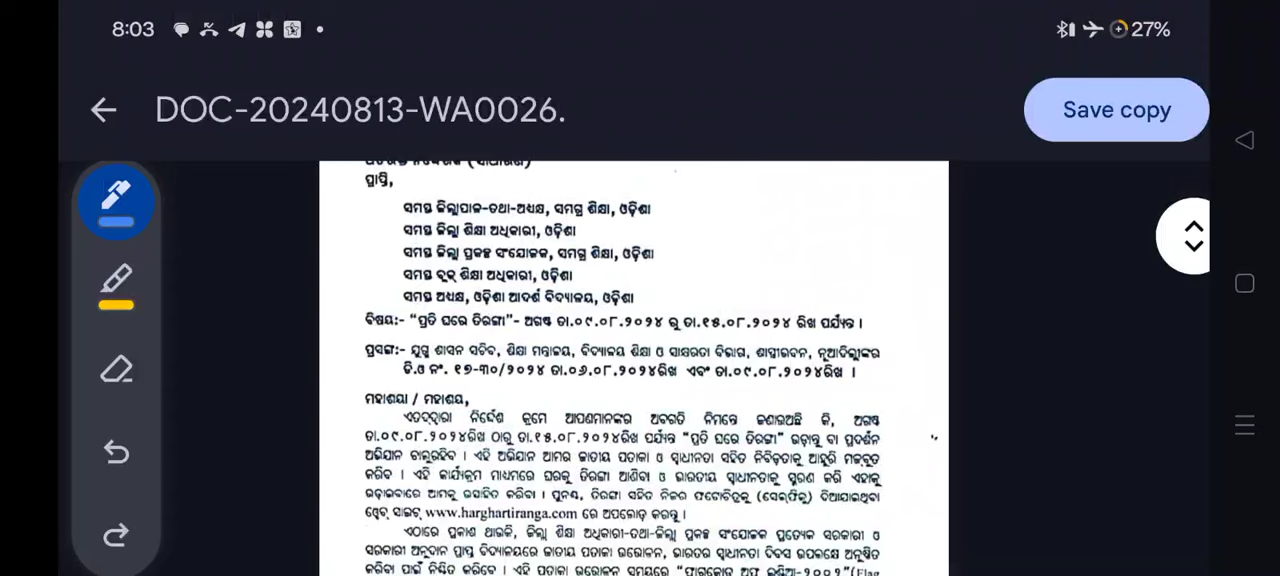 8:03
27%
DOC-20240813-WA0026.
Save copy
ପ୍ରାପ୍ତି,
ସମସ୍ତ ଜିଲ୍ଲାପାଳ-ତଥା-ଅଧ୍ୟକ୍ଷ, ସମଗ୍ର ଶିକ୍ଷା, ଓଡ଼ିଶା
ସମସ୍ତ ଜିଲ୍ଲା ଶିକ୍ଷା ଅଧିକାରୀ, ଓଡ଼ିଶା
ସମସ୍ତ ଜିଲ୍ଲା ପ୍ରକଳ୍ପ ସଂଯୋଜକ, ସମଗ୍ର ଶିକ୍ଷା, ଓଡ଼ିଶା
ସମସ୍ତ ବ୍ଲକ୍ ଶିକ୍ଷା ଅଧିକାରୀ, ଓଡ଼ିଶା
ସମସ୍ତ ଅଧ୍ୟକ୍ଷ, ଓଡ଼ିଶା ଆଦର୍ଶ ବିଦ୍ୟାଳୟ, ଓଡ଼ିଶା
ବିଷୟ:- "ପ୍ରତି ଘରେ ତିରଙ୍ଗା"- ଅଗଷ୍ଟ ତା.୦୯.୦୮.୨୦୨୪ ରୁ ତା.୧୫.୦୮.୨୦୨୪ ରିଖ ପର୍ଯ୍ୟନ୍ତ ।
ପ୍ରସଙ୍ଗ:- ଯୁଗ୍ମ ଶାସନ ସଚିବ, ଶିକ୍ଷା ମନ୍ତ୍ରାଳୟ, ବିଦ୍ୟାଳୟ ଶିକ୍ଷା ଓ ସାକ୍ଷରତା ବିଭାଗ, ଶାସ୍ତ୍ରୀଭବନ, ନୂଆଦିଲ୍ଲୀଙ୍କର
ଡି.ଓ ନଂ. ୧୭-୩୦/୨୦୨୪ ତା.୦୬.୦୮.୨୦୨୪ରିଖ ଏବଂ ତା.୦୯.୦୮.୨୦୨୪ରିଖ ।
ମହାଶୟା / ମହାଶୟ,
ଏତଦ୍ଦ୍ୱାରା ନିର୍ଦ୍ଦେଶ କ୍ରମେ ଆପଣମାନଙ୍କର ଅବଗତି ନିମନ୍ତେ ଜଣାଉଅଛି କି, ଅଗଷ୍ଟ
ତା.୦୯.୦୮.୨୦୨୪ରିଖ ଠାରୁ ତା.୧୫.୦୮.୨୦୨୪ରିଖ ପର୍ଯ୍ୟନ୍ତ "ପ୍ରତି ଘରେ ତିରଙ୍ଗା" ଉଡ଼ାନ୍ତୁ ବା ପ୍ରଦର୍ଶନ
ଅଭିଯାନ ଚାଲୁରହିବ । ଏହି ଅଭିଯାନ ଆମର ଜାତୀୟ ପତାକା ଓ ସ୍ୱାଧୀନତା ସହିତ ନିବିଡ଼ତାକୁ ଆହୁରି ମଜବୁତ
କରିବ । ଏହି କାର୍ଯ୍ୟକ୍ରମ ମାଧ୍ୟମରେ ଘରକୁ ତିରଙ୍ଗା ଆଣିବା ଓ ଭାରତୀୟ ସ୍ୱାଧୀନତାକୁ ସ୍ମରଣ କରି ଏହାକୁ
ଉଡ଼ାଇବାରେ ଆମକୁ ଉତ୍ସାହିତ କରିବା । ପୁନଶ୍ଚ, ତିରଙ୍ଗା ସହିତ ନିଜର ଫଟୋଚିତ୍ରକୁ (ସେଲ୍‌ଫିକୁ) ଦିଆଯାଇଥିବା
ୱେବ୍ ସାଇଟ୍ www.harghartiranga.com ରେ ଅପଲୋଡ଼ କରନ୍ତୁ ।
ଏଠାରେ ପ୍ରକାଶ ଥାଉକି, ଜିଲ୍ଲା ଶିକ୍ଷା ଅଧିକାରୀ-ତଥା-ଜିଲ୍ଲା ପ୍ରକଳ୍ପ ସଂଯୋଜକ ପ୍ରତ୍ୟେକ ସରକାରୀ ଓ
ସରକାରୀ ଅନୁଦାନ ପ୍ରାପ୍ତ ବିଦ୍ୟାଳୟରେ ଜାତୀୟ ପତାକା ଉତ୍ତୋଳନ, ଭାରତର ସ୍ୱାଧୀନତା ଦିବସ ଉପଲକ୍ଷେ ଅନୁଷ୍ଠିତ
କରିବା ପାଇଁ ନିଶ୍ଚିତ କରିବେ । ଏହି ପତାକା ଉତ୍ତୋଳନ ସମୟରେ "ଫ୍ଲାଗକୋଡ୍ ଅଫ୍ ଇଣ୍ଡିଆ-୨୦୦୨"(Flag